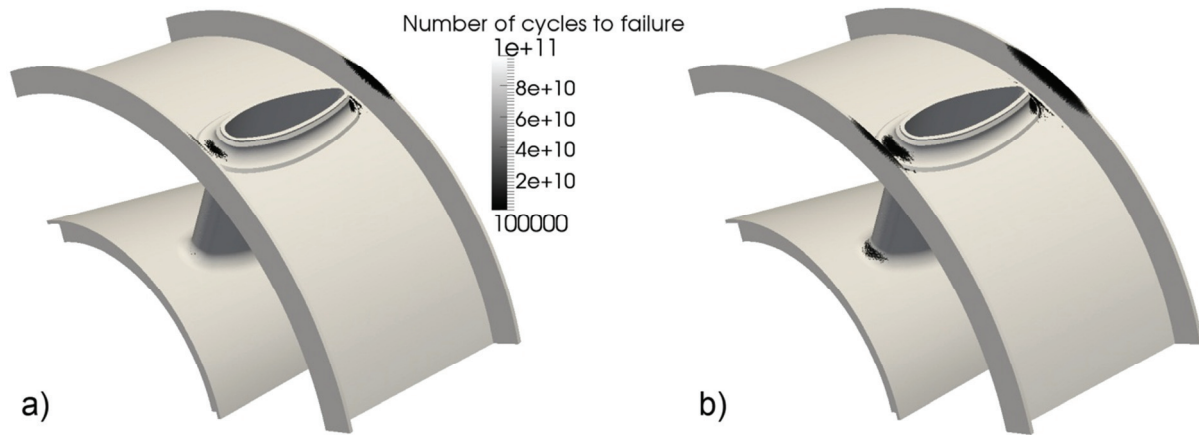 Number of cycles to failure
1e+11
8e+10
6e+10
4e+10
2e+10
100000
a)
b)